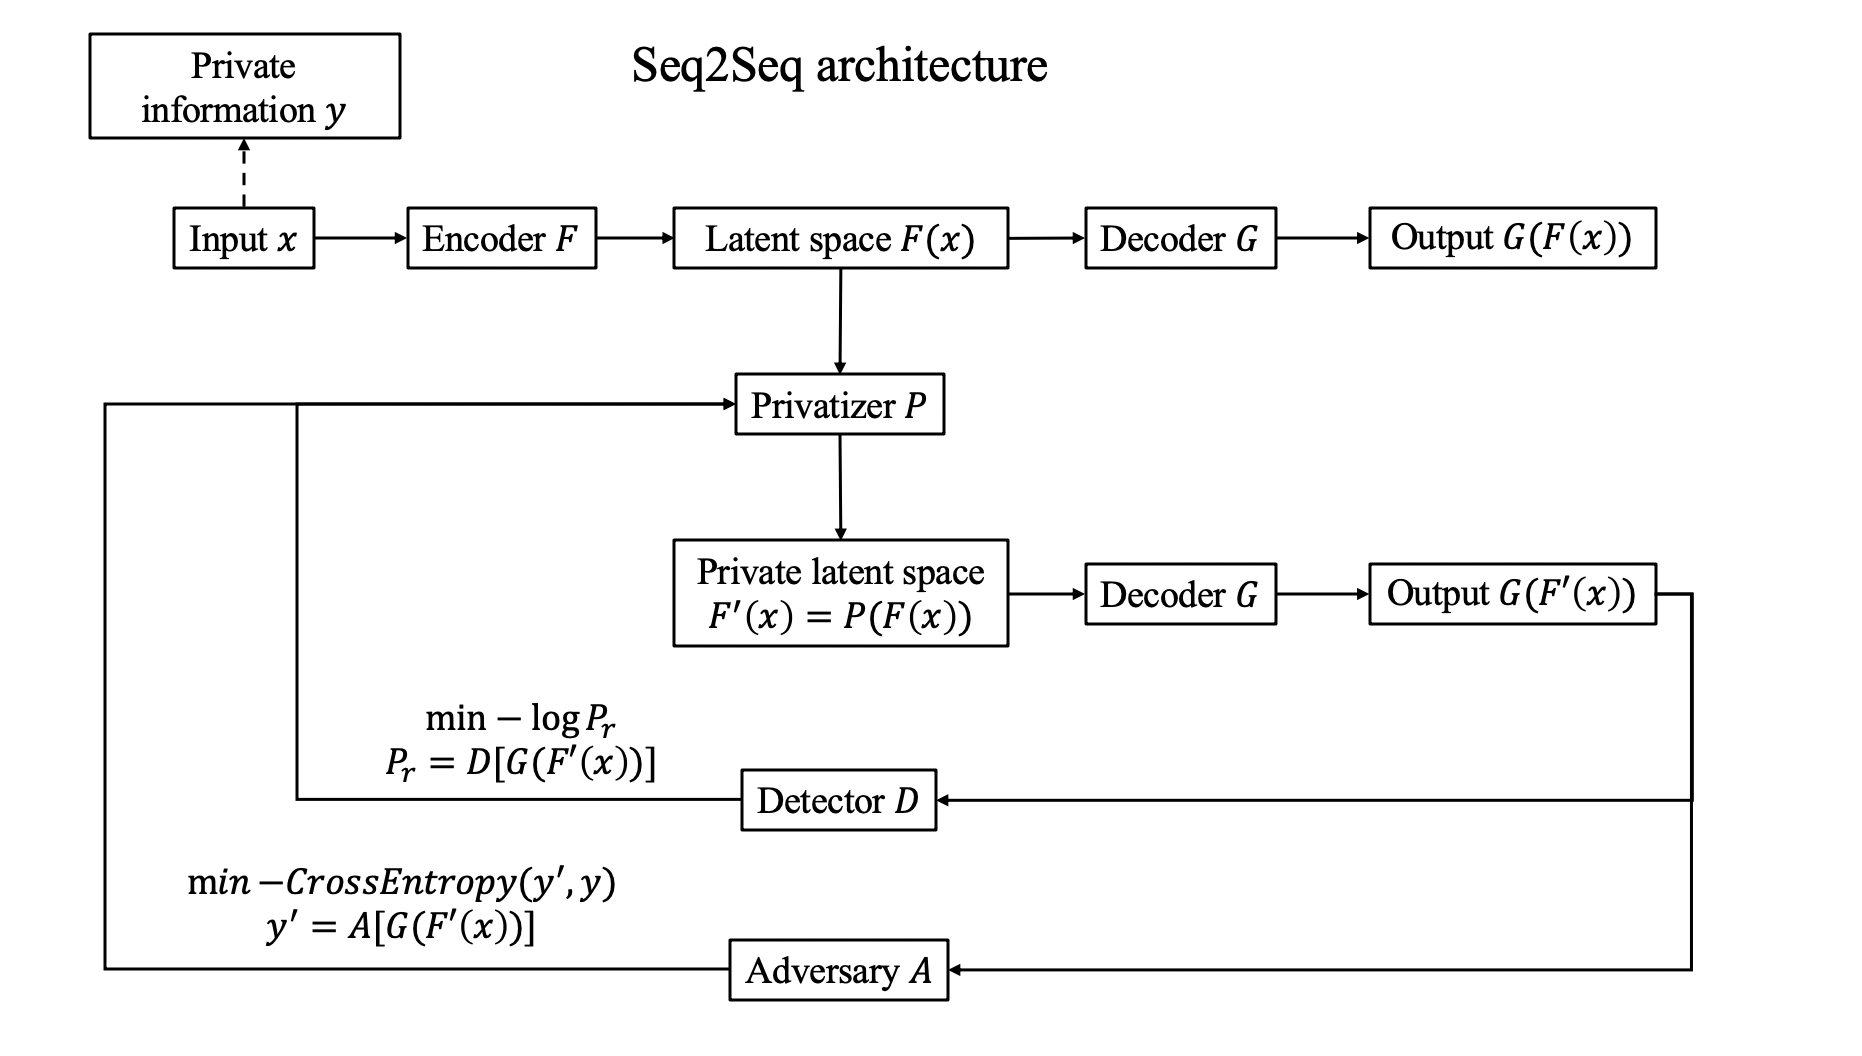 Seq2Seq architecture
Private
information y
Input x
Encoder F
Latent space F(x)
Decoder G
Output G(F(x))
Privatizer P
Private latent space
F′(x) = P(F(x))
Decoder G
Output G(F′(x))
min − log Pᵣ
Pᵣ = D[G(F′(x))]
Detector D
min −CrossEntropy(y′, y)
y′ = A[G(F′(x))]
Adversary A